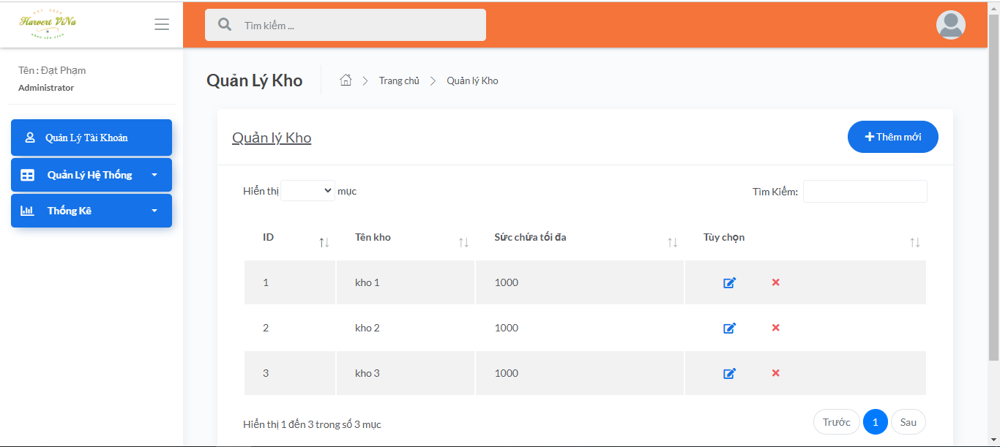 Harvert ViNa
Tìm kiếm ...
Tên : Đạt Phạm
Administrator
Quản Lý Tài Khoản
Quản Lý Hệ Thống
Thống Kê
Quản Lý Kho
Trang chủ
Quản lý Kho
Quản lý Kho
Thêm mới
Hiển thị mục
Tìm Kiếm:
ID Tên kho Sức chứa tối đa Tùy chọn
1 kho 1 1000
2 kho 2 1000
3 kho 3 1000
Hiển thị 1 đến 3 trong số 3 mục
Trước 1 Sau